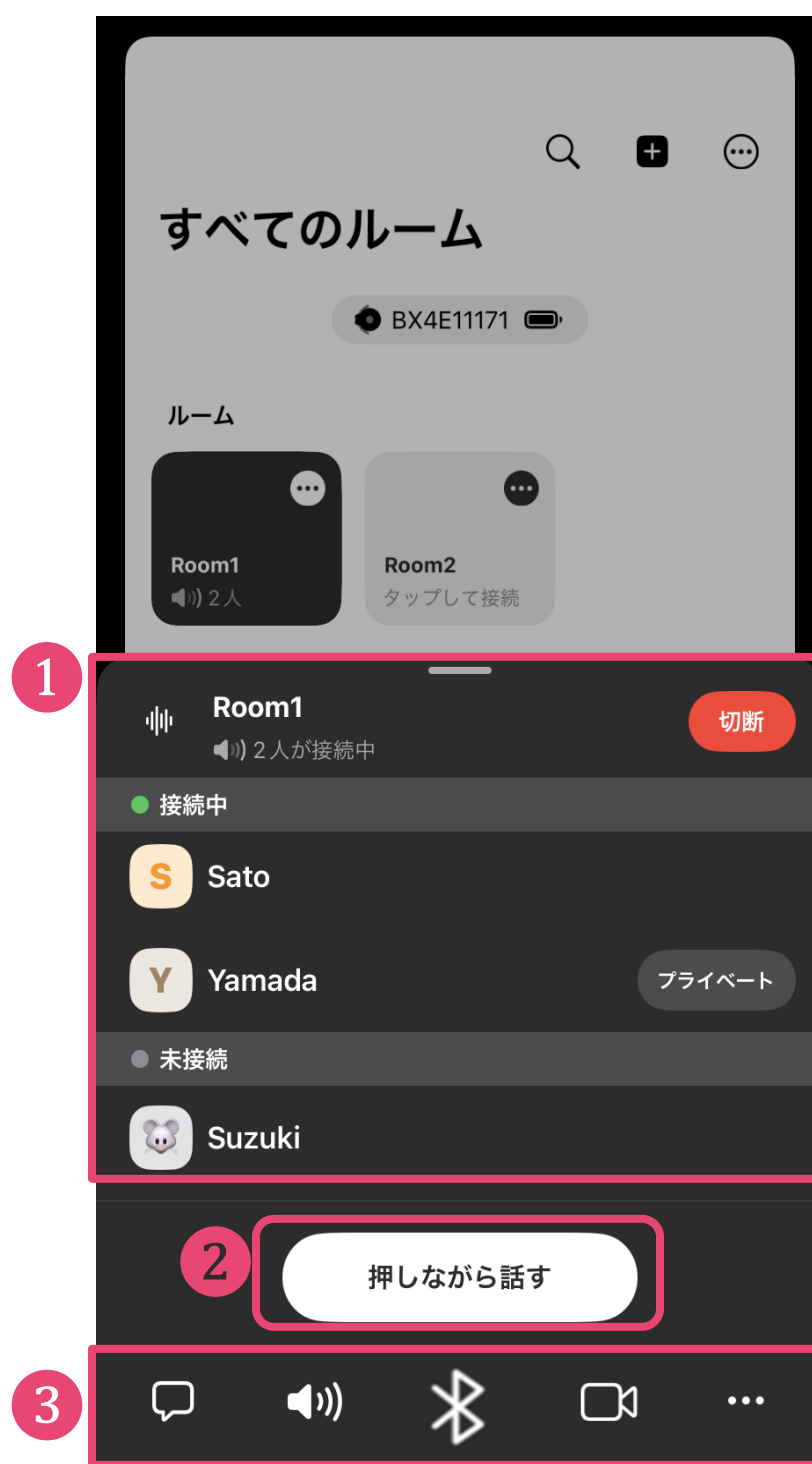 すべてのルーム
BX4E11171
ルーム
Room1
2人
Room2
タップして接続
1
Room1
2人が接続中
切断
接続中
S
Sato
Y
Yamada
プライベート
未接続
Suzuki
2
押しながら話す
3